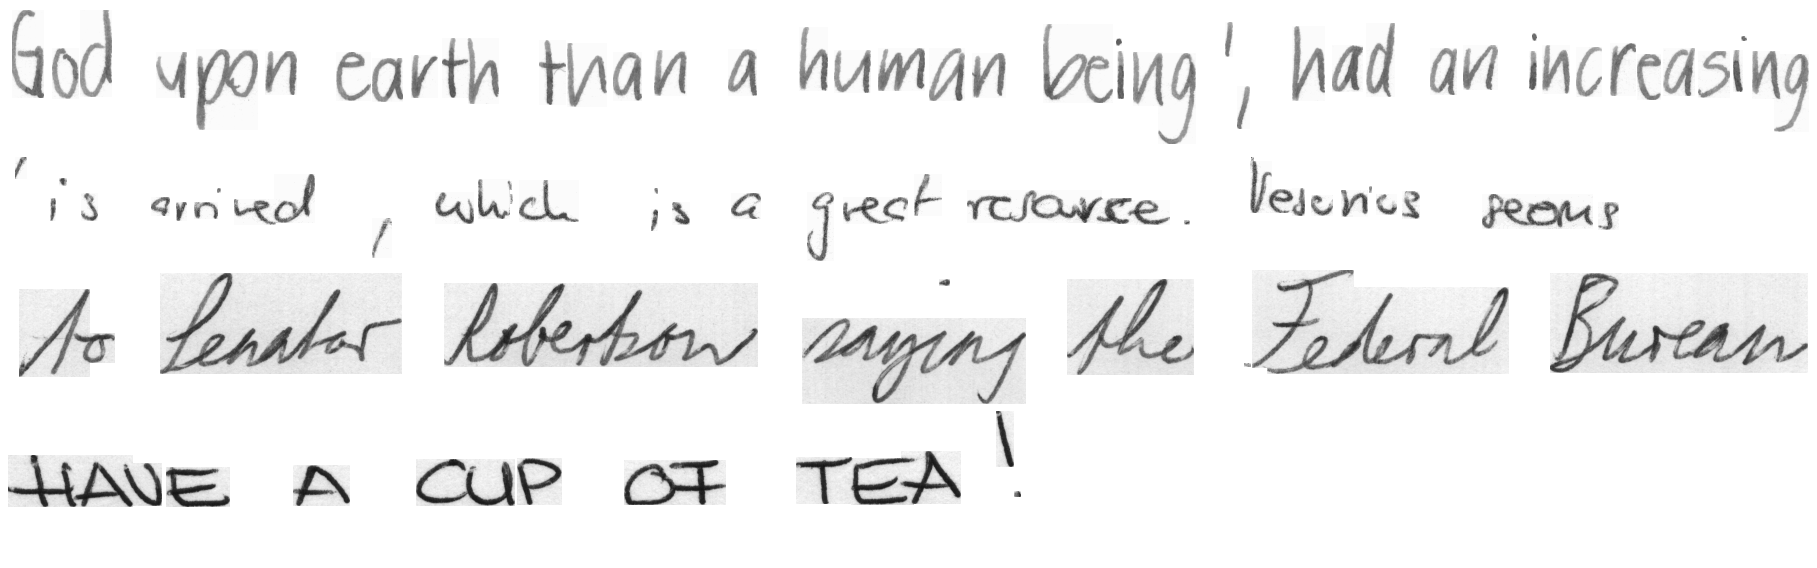 God upon earth than a human being', had an increasing
' is arrived, which is a great resource. Vesuvius seems
to Senator Robertson saying the Federal Bureau
HAVE A CUP OF TEA!